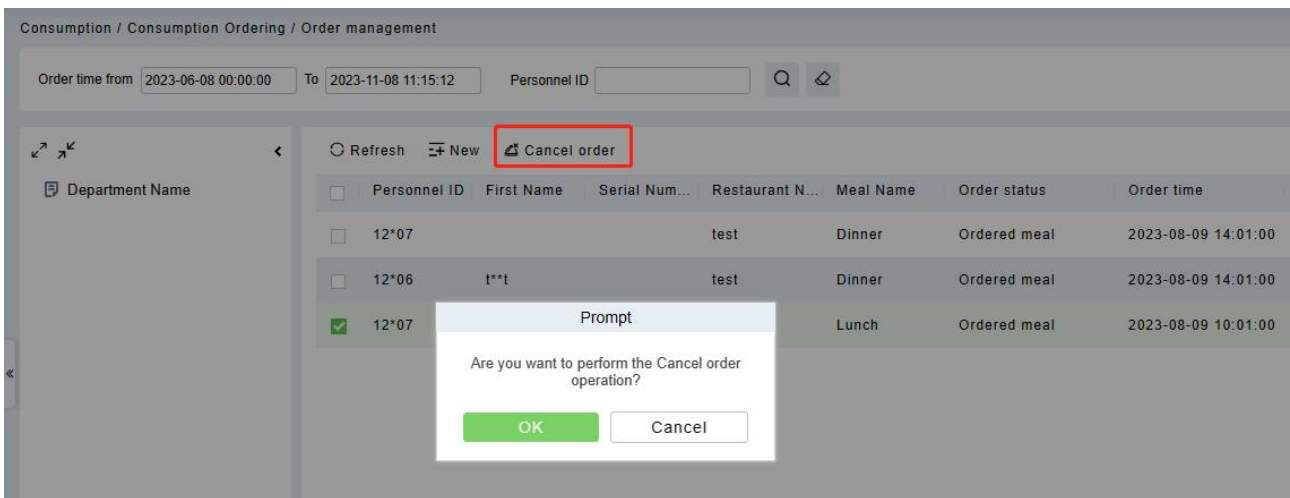 Consumption / Consumption Ordering / Order management
Order time from 2023-06-08 00:00:00 To 2023-11-08 11:15:12 Personnel ID
Refresh New Cancel order
Department Name
Personnel ID First Name Serial Num... Restaurant N... Meal Name Order status Order time
12*07 test Dinner Ordered meal 2023-08-09 14:01:00
12*06 t**t test Dinner Ordered meal 2023-08-09 14:01:00
12*07 Lunch Ordered meal 2023-08-09 10:01:00
Prompt
Are you want to perform the Cancel order
operation?
OK Cancel